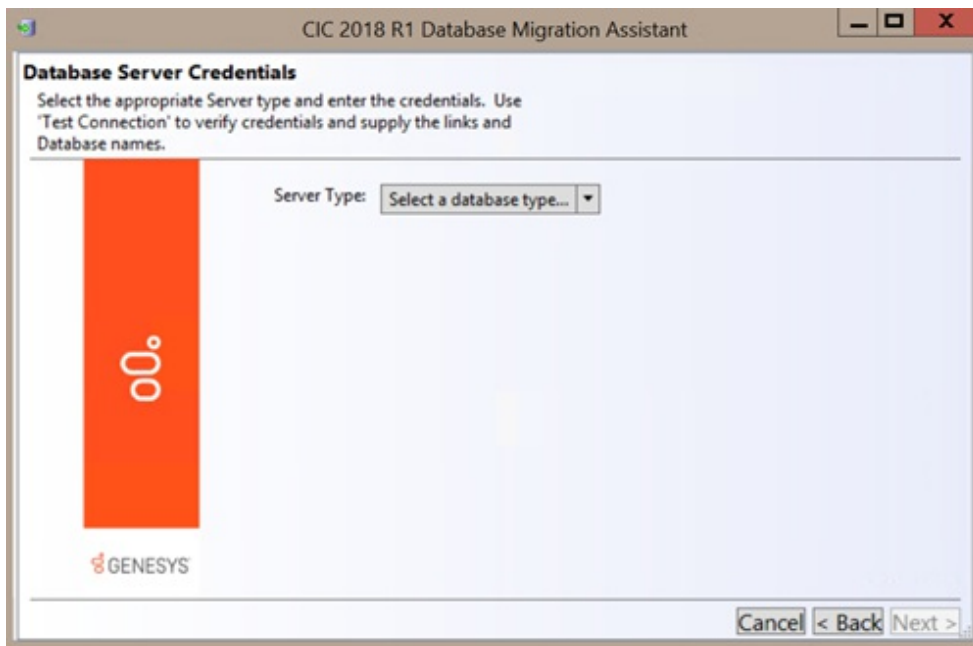 CIC 2018 R1 Database Migration Assistant
Database Server Credentials
Select the appropriate Server type and enter the credentials. Use
'Test Connection' to verify credentials and supply the links and
Database names.
Server Type: Select a database type...
GENESYS
Cancel < Back Next >